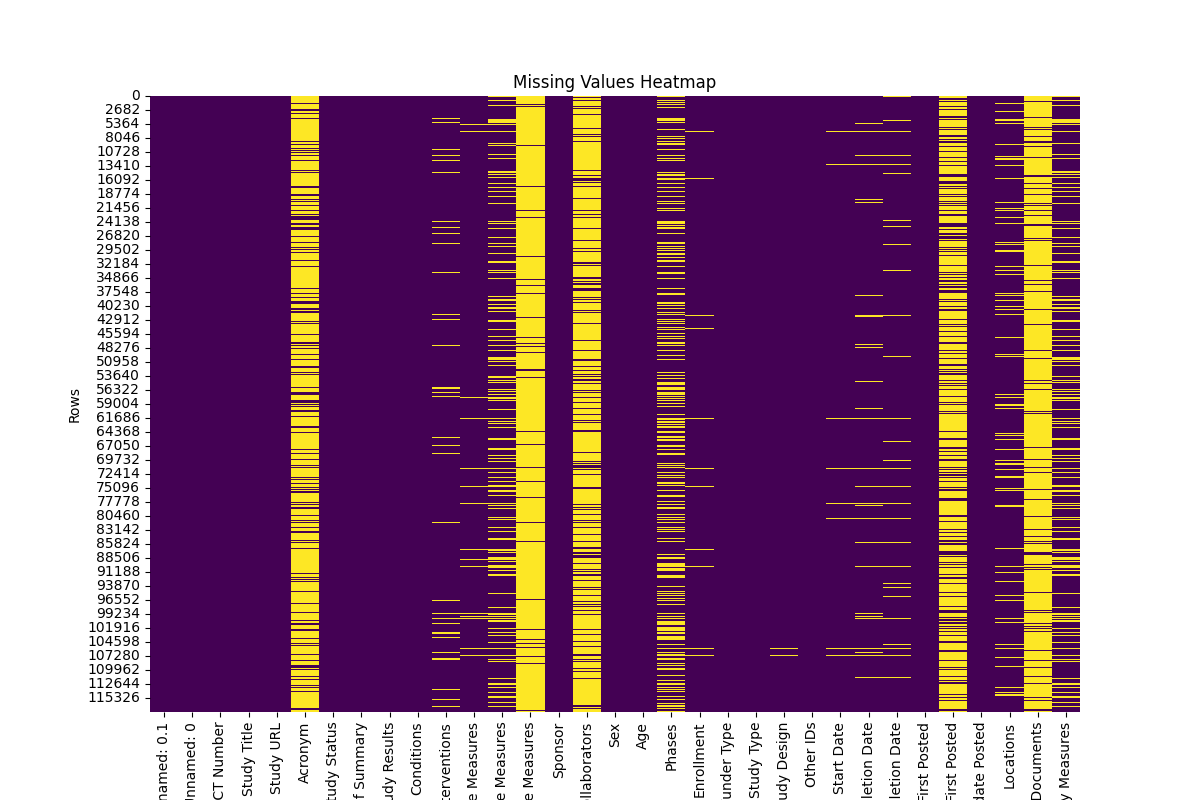 Missing Values Heatmap
Rows
0
2682
5364
8046
10728
13410
16092
18774
21456
24138
26820
29502
32184
34866
37548
40230
42912
45594
48276
50958
53640
56322
59004
61686
64368
67050
69732
72414
75096
77778
80460
83142
85824
88506
91188
93870
96552
99234
101916
104598
107280
109962
112644
115326
named: 0.1
Unnamed: 0
CT Number
Study Title
Study URL
Acronym
tudy Status
f Summary
udy Results
Conditions
terventions
e Measures
e Measures
e Measures
Sponsor
llaborators
Sex
Age
Phases
Enrollment
under Type
Study Type
udy Design
Other IDs
Start Date
letion Date
letion Date
First Posted
First Posted
date Posted
Locations
Documents
y Measures